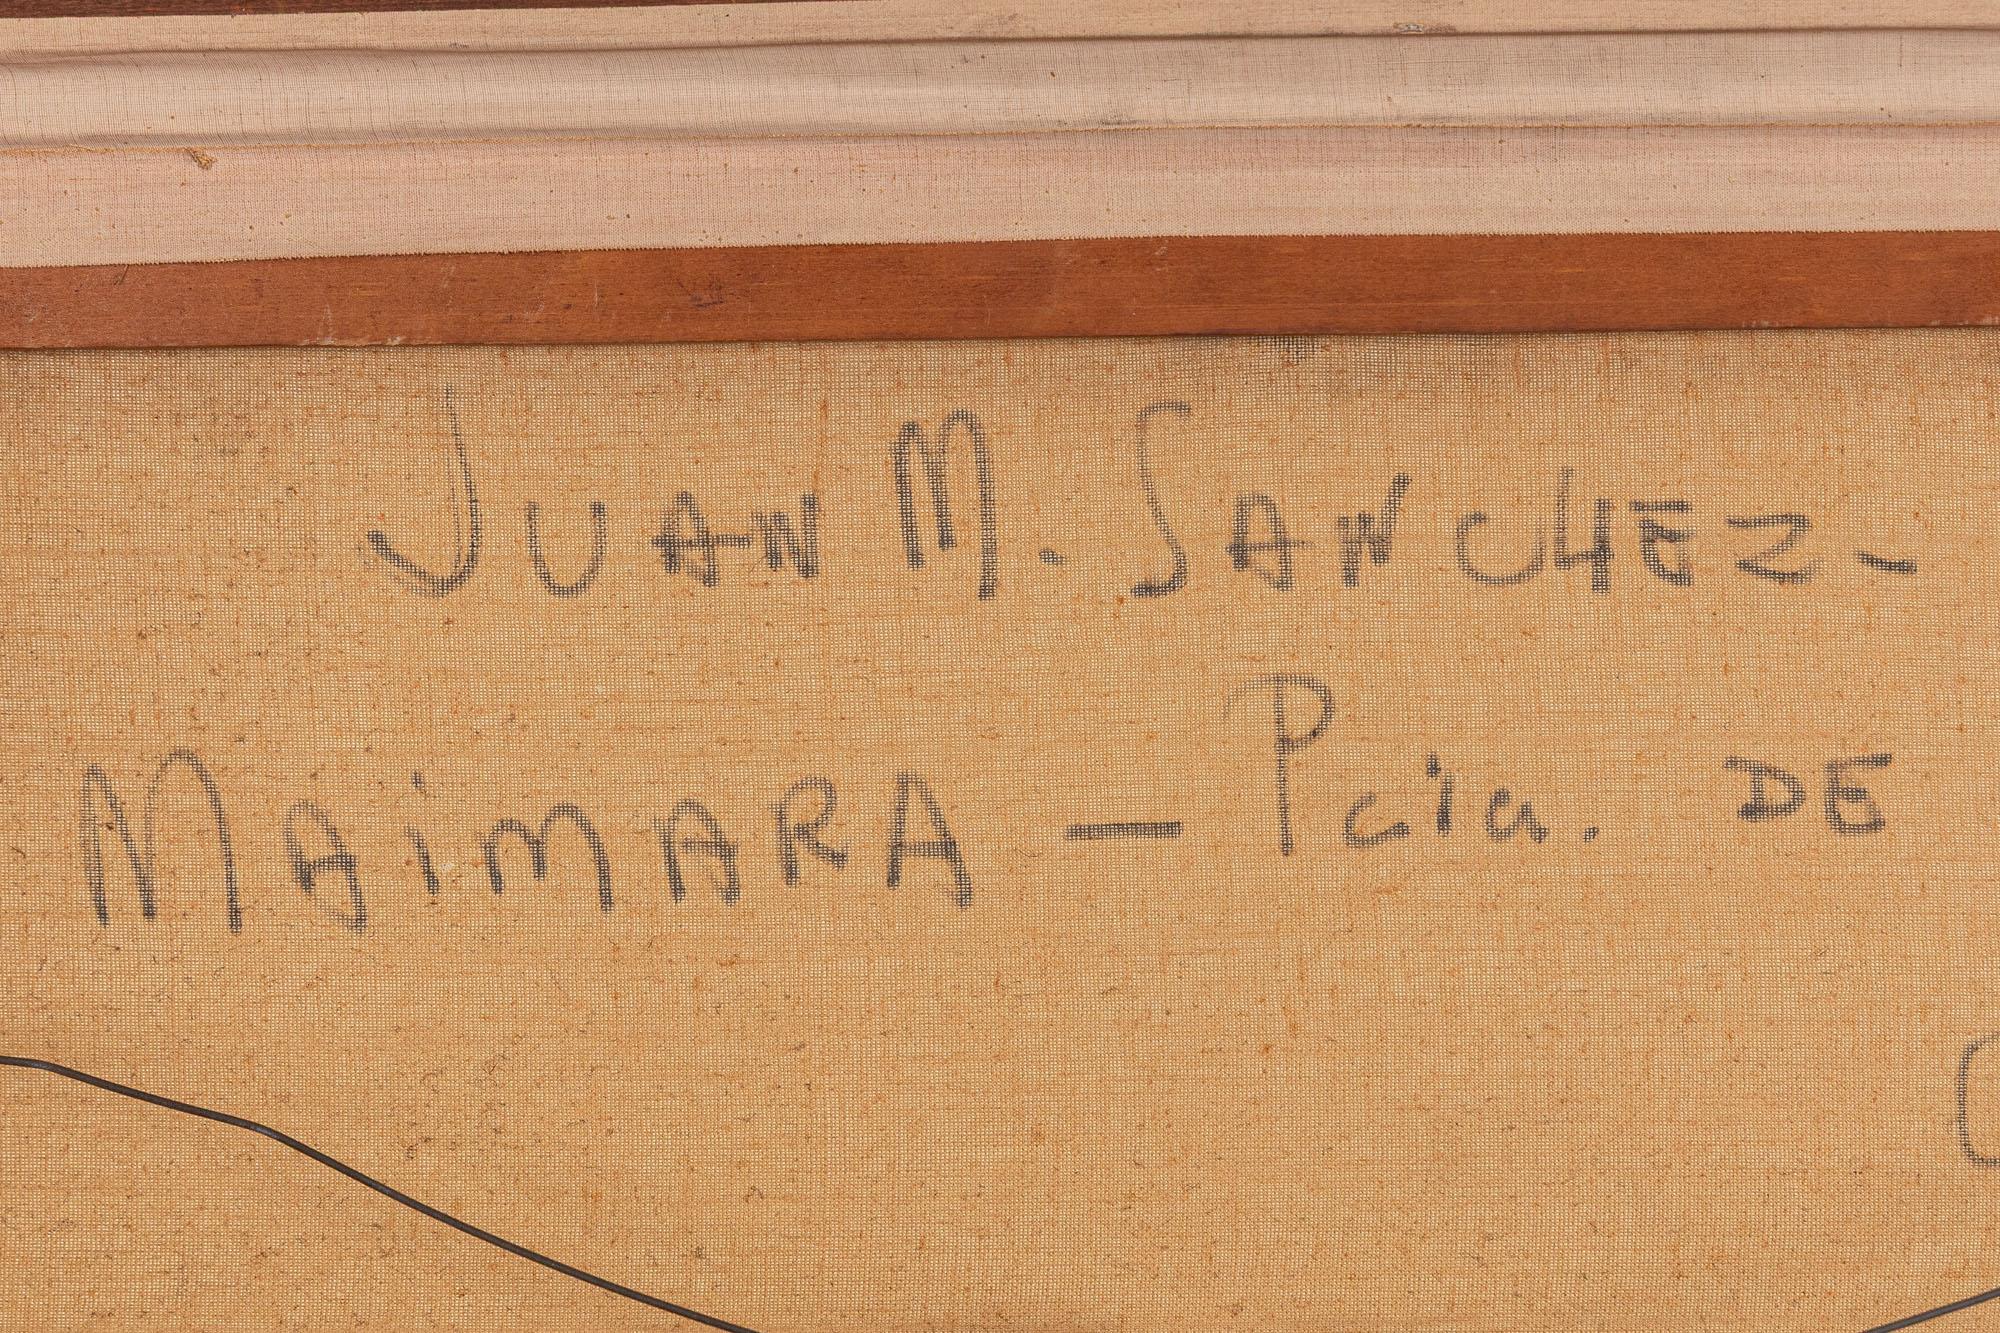 JUAN M. SANCHEZ-
MAiMARA — Pcia. DE